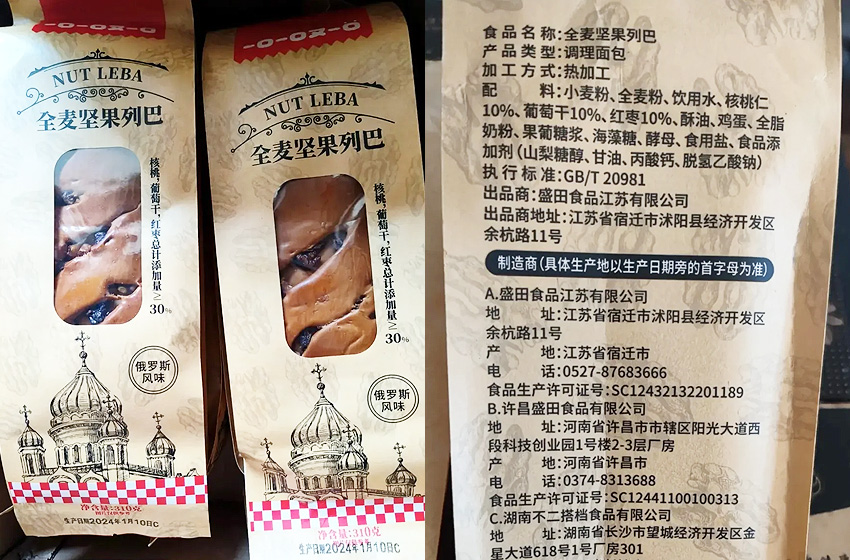 NUT LEBA
全麦坚果列巴
核桃，葡萄干，红枣总计添加量≥30%
俄罗斯
风味
净含量:310克
生产日期2024年1月10日C
NUT LEBA
全麦坚果列巴
核桃，葡萄干，红枣总计添加量≥30%
俄罗斯
风味
净含量:310克
生产日期2024年1月10日C
食品名称:全麦坚果列巴
产品类型:调理面包
加工方式:热加工
配 料:小麦粉、全麦粉、饮用水、核桃仁
10%、葡萄干10%、红枣10%、酥油、鸡蛋、全脂
奶粉、果葡糖浆、海藻糖、酵母、食用盐、食品添
加剂（山梨糖醇、甘油、丙酸钙、脱氢乙酸钠）
执行标准:GB/T 20981
出品商:盛田食品江苏有限公司
出品商地址:江苏省宿迁市沭阳县经济开发区
余杭路11号
制造商（具体生产地以生产日期旁的首字母为准）
A.盛田食品江苏有限公司
地 址:江苏省宿迁市沭阳县经济开发区
余杭路11号
产 地:江苏省宿迁市
电 话:0527-87683666
食品生产许可证号:SC12432132201189
B.许昌盛田食品有限公司
地 址:河南省许昌市市辖区阳光大道西
段科技创业园1号楼2-3层厂房
产 地:河南省许昌市
电 话:0374-8313688
食品生产许可证号:SC12441100100313
C.湖南不二搭档食品有限公司
地 址:湖南省长沙市望城经济开发区金
星大道618号1号厂房301